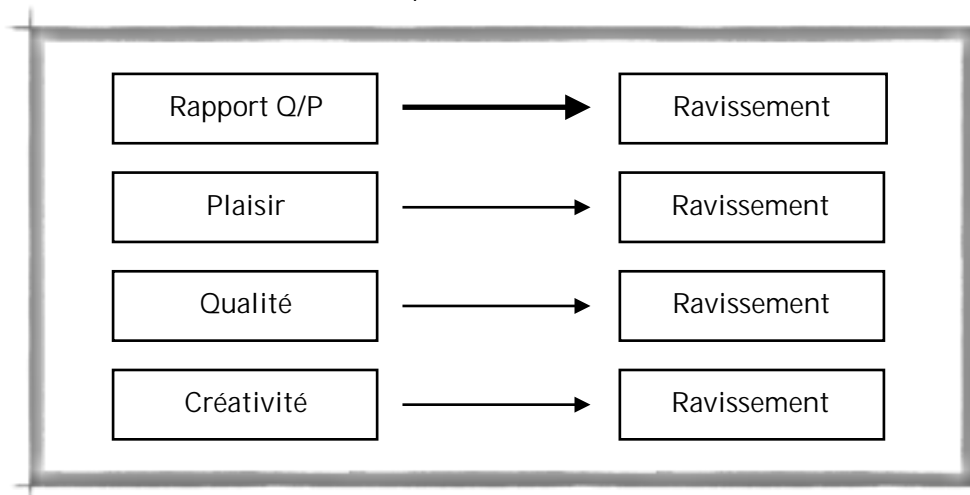 Rapport Q/P Ravissement
Plaisir Ravissement
Qualité Ravissement
Créativité Ravissement